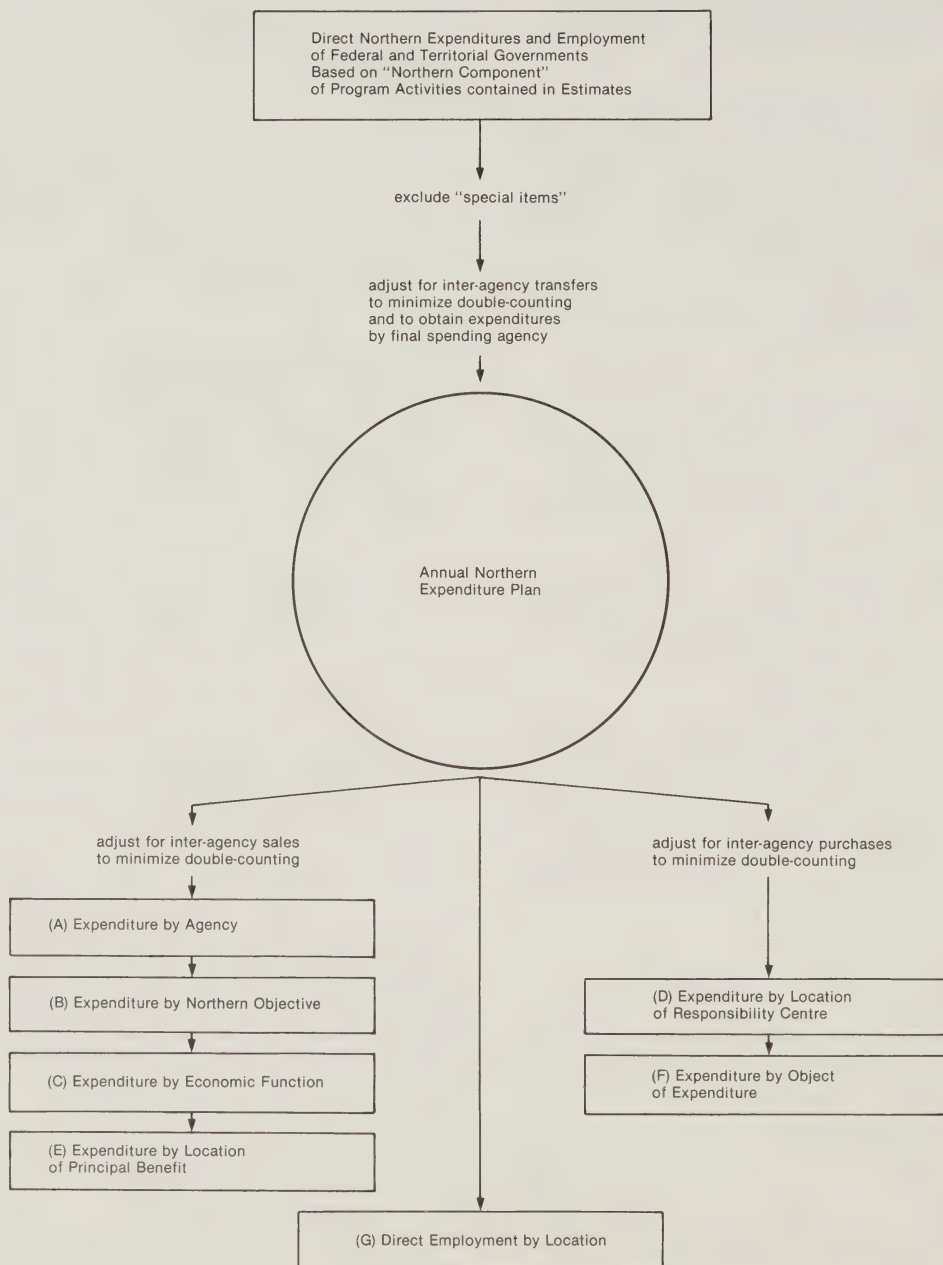 Direct Northern Expenditures and Employment
of Federal and Territorial Governments
Based on "Northern Component"
of Program Activities contained in Estimates
exclude "special items"
adjust for inter-agency transfers
to minimize double-counting
and to obtain expenditures
by final spending agency
Annual Northern
Expenditure Plan
adjust for inter-agency sales
to minimize double-counting
(A) Expenditure by Agency
(B) Expenditure by Northern Objective
(C) Expenditure by Economic Function
(E) Expenditure by Location
of Principal Benefit
adjust for inter-agency purchases
to minimize double-counting
(D) Expenditure by Location
of Responsibility Centre
(F) Expenditure by Object
of Expenditure
(G) Direct Employment by Location